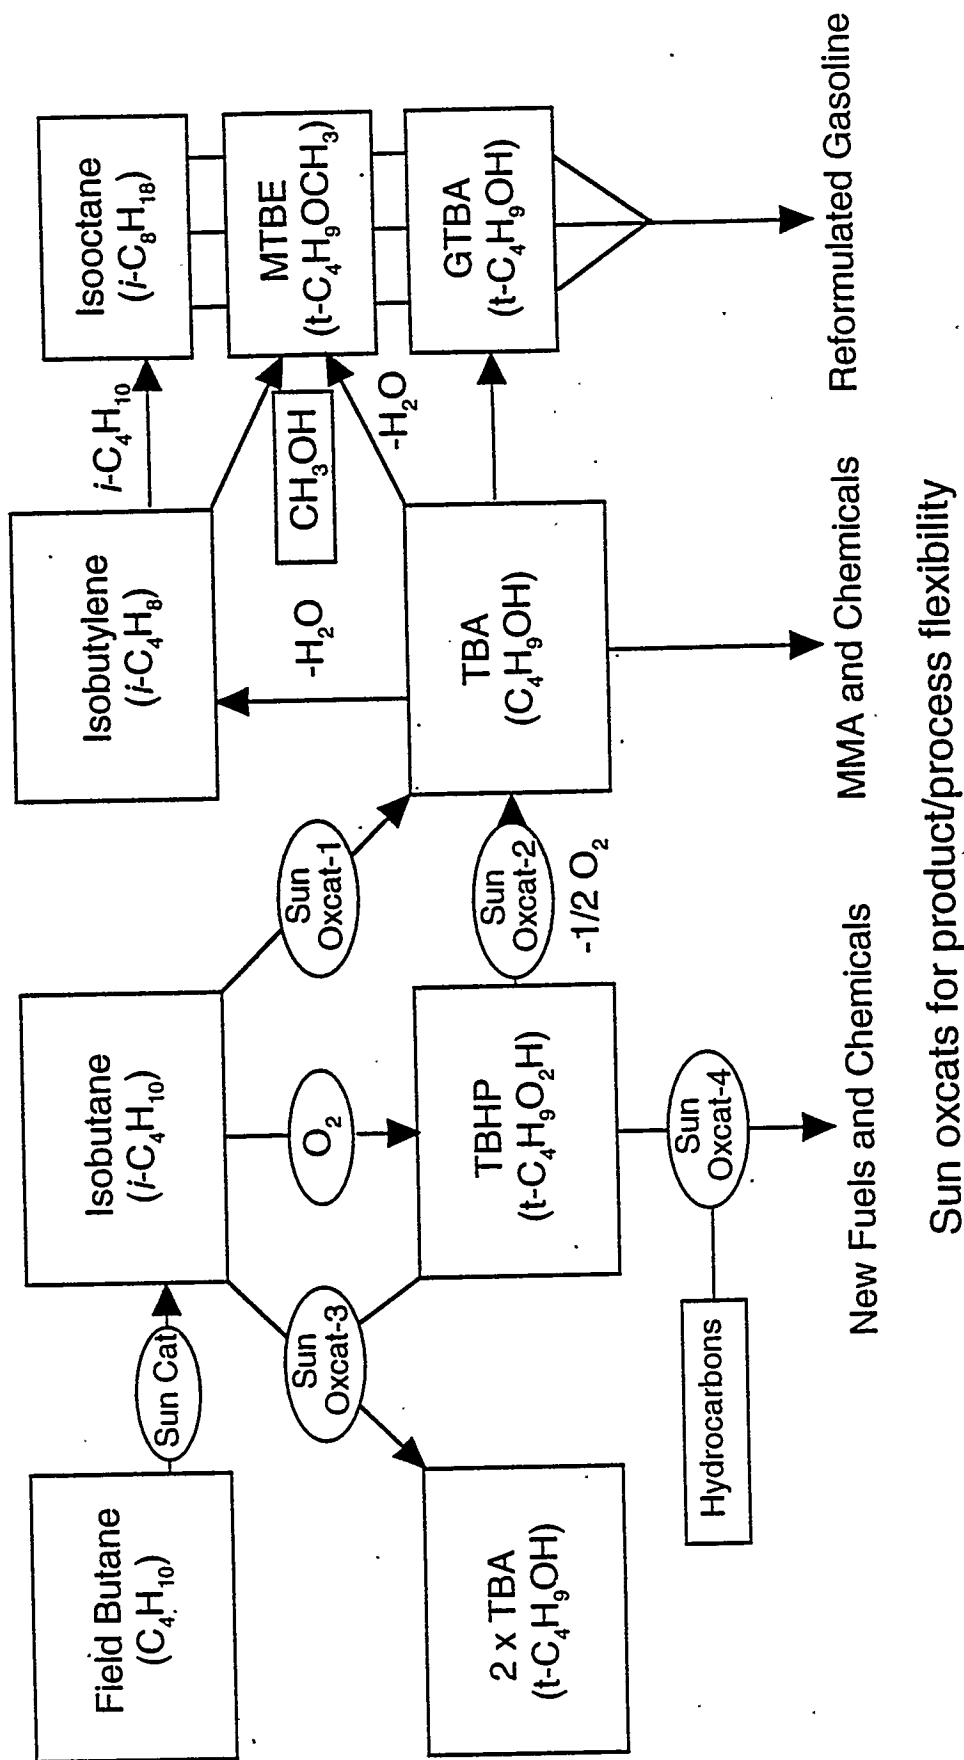 Field Butane
(C₄H₁₀)
Sun Cat
Isobutane
(i-C₄H₁₀)
Sun
Oxcat-1
Isobutylene
(i-C₄H₈)
i-C₄H₁₀
Isooctane
(i-C₈H₁₈)
Sun
Oxcat-3
O₂
-H₂O
CH₃OH
MTBE
(t-C₄H₉OCH₃)
-H₂O
2 x TBA
(t-C₄H₉OH)
TBHP
(t-C₄H₉O₂H)
Sun
Oxcat-2
-1/2 O₂
TBA
(C₄H₉OH)
GTBA
(t-C₄H₉OH)
Hydrocarbons
Sun
Oxcat-4
New Fuels and Chemicals
MMA and Chemicals
Reformulated Gasoline
Sun oxcats for product/process flexibility